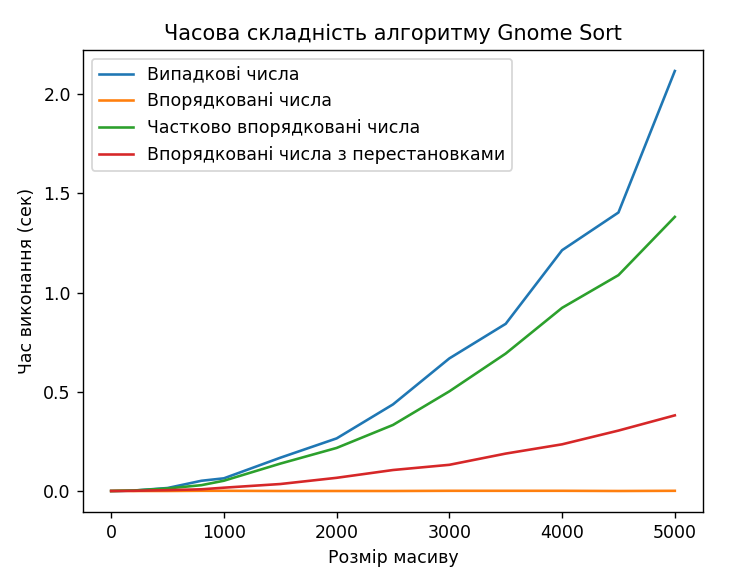 Часова складність алгоритму Gnome Sort
Випадкові числа
Впорядковані числа
Частково впорядковані числа
Впорядковані числа з перестановками
Час виконання (сек)
2.0
1.5
1.0
0.5
0.0
0 1000 2000 3000 4000 5000
Розмір масиву